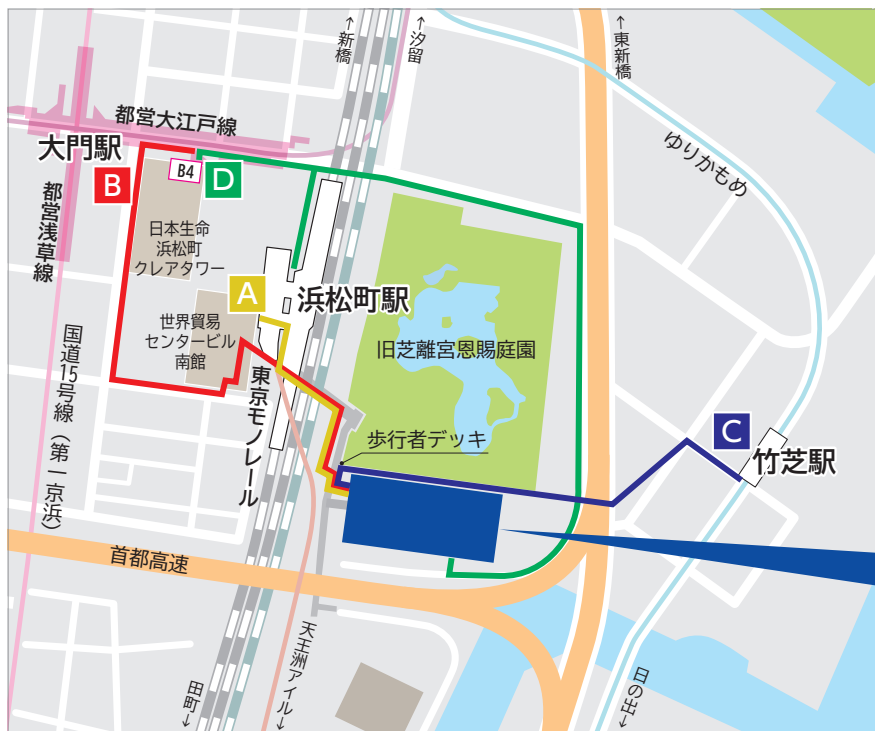 ↑新橋
↑汐留
↑東新橋
都営大江戸線
大門駅
B4
B
D
ゆりかもめ
都営浅草線
日本生命
浜松町
クレアタワー
A
浜松町駅
世界貿易
センタービル
南館
旧芝離宮恩賜庭園
国道15号線（第一京浜）
東京モノレール
歩行者デッキ
C
竹芝駅
首都高速
天王洲アイル↓
田町↓
日の出↓